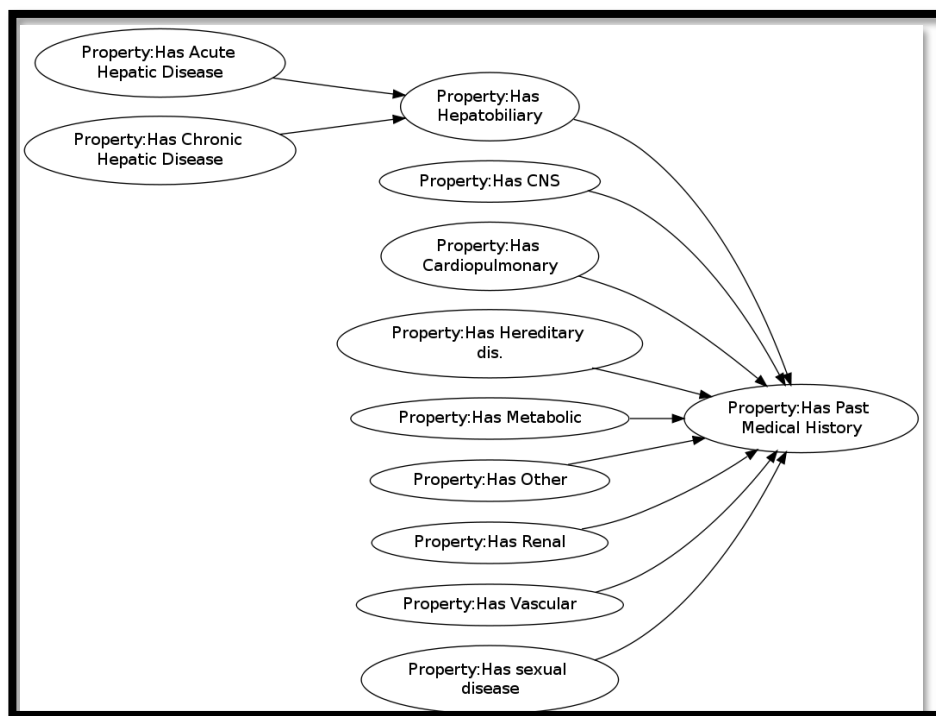 Property:Has Acute
Hepatic Disease
Property:Has Chronic
Hepatic Disease
Property:Has
Hepatobiliary
Property:Has CNS
Property:Has
Cardiopulmonary
Property:Has Hereditary
dis.
Property:Has Metabolic
Property:Has Other
Property:Has Renal
Property:Has Vascular
Property:Has sexual
disease
Property:Has Past
Medical History